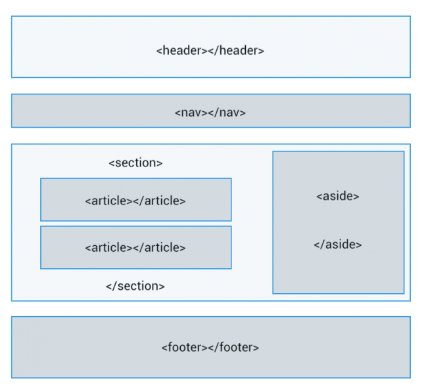 <header></header>
<nav></nav>
<section>
<article></article>
<article></article>
</section>
<aside>
</aside>
<footer></footer>